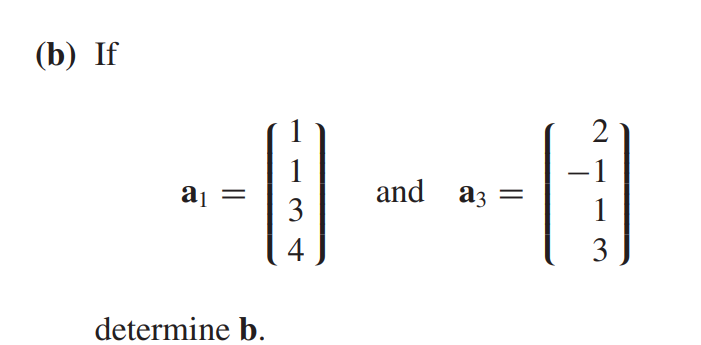 (b) If
a₁ = ( 1 1 3 4 ) and a₃ = ( 2 −1 1 3 )
determine b.